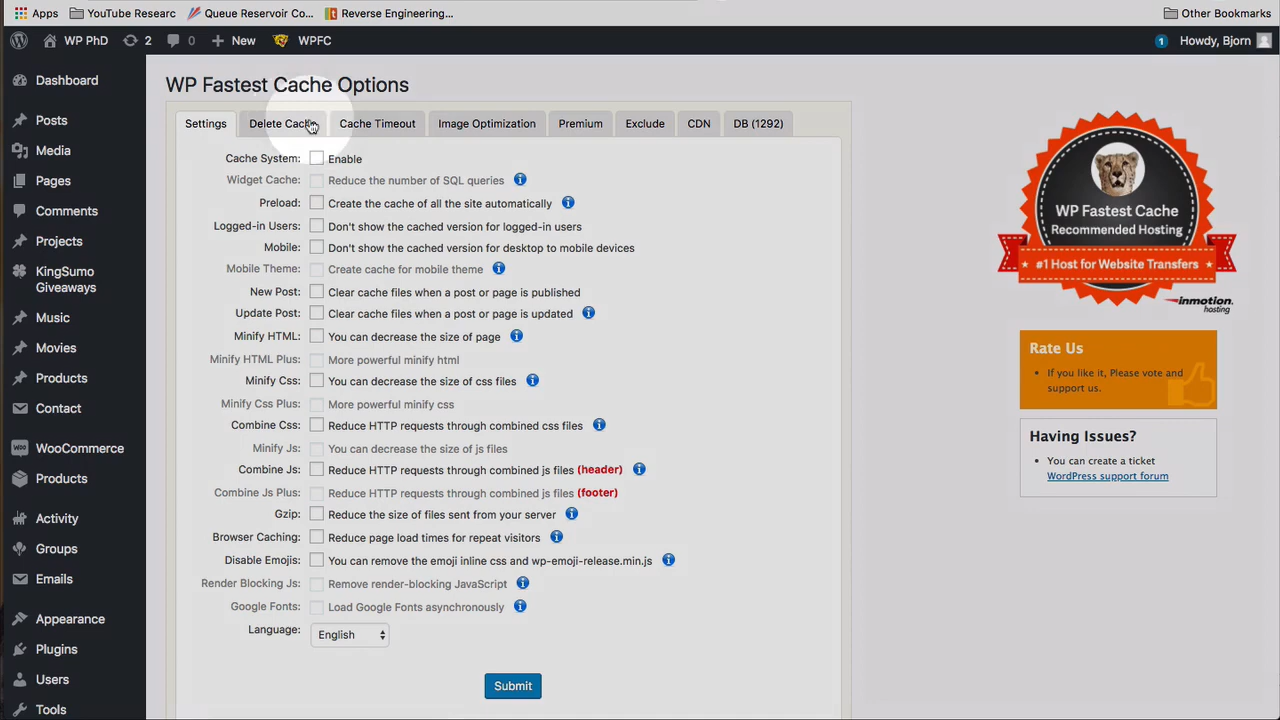 Apps YouTube Researc Queue Reservoir Co... Reverse Engineering... Other Bookmarks
WP PhD 2 0 New WPFC 1 Howdy, Bjorn
Dashboard
Posts
Media
Pages
Comments
Projects
KingSumo
Giveaways
Music
Movies
Products
Contact
WooCommerce
Products
Activity
Groups
Emails
Appearance
Plugins
Users
Tools
WP Fastest Cache Options
Settings Delete Cache Cache Timeout Image Optimization Premium Exclude CDN DB (1292)
Cache System: Enable
Widget Cache: Reduce the number of SQL queries
Preload: Create the cache of all the site automatically
Logged-in Users: Don't show the cached version for logged-in users
Mobile: Don't show the cached version for desktop to mobile devices
Mobile Theme: Create cache for mobile theme
New Post: Clear cache files when a post or page is published
Update Post: Clear cache files when a post or page is updated
Minify HTML: You can decrease the size of page
Minify HTML Plus: More powerful minify html
Minify Css: You can decrease the size of css files
Minify Css Plus: More powerful minify css
Combine Css: Reduce HTTP requests through combined css files
Minify Js: You can decrease the size of js files
Combine Js: Reduce HTTP requests through combined js files (header)
Combine Js Plus: Reduce HTTP requests through combined js files (footer)
Gzip: Reduce the size of files sent from your server
Browser Caching: Reduce page load times for repeat visitors
Disable Emojis: You can remove the emoji inline css and wp-emoji-release.min.js
Render Blocking Js: Remove render-blocking JavaScript
Google Fonts: Load Google Fonts asynchronously
Language: English
Submit
WP Fastest Cache
Recommended Hosting
#1 Host for Website Transfers
inmotion
hosting
Rate Us
If you like it, Please vote and
support us.
Having Issues?
You can create a ticket
WordPress support forum